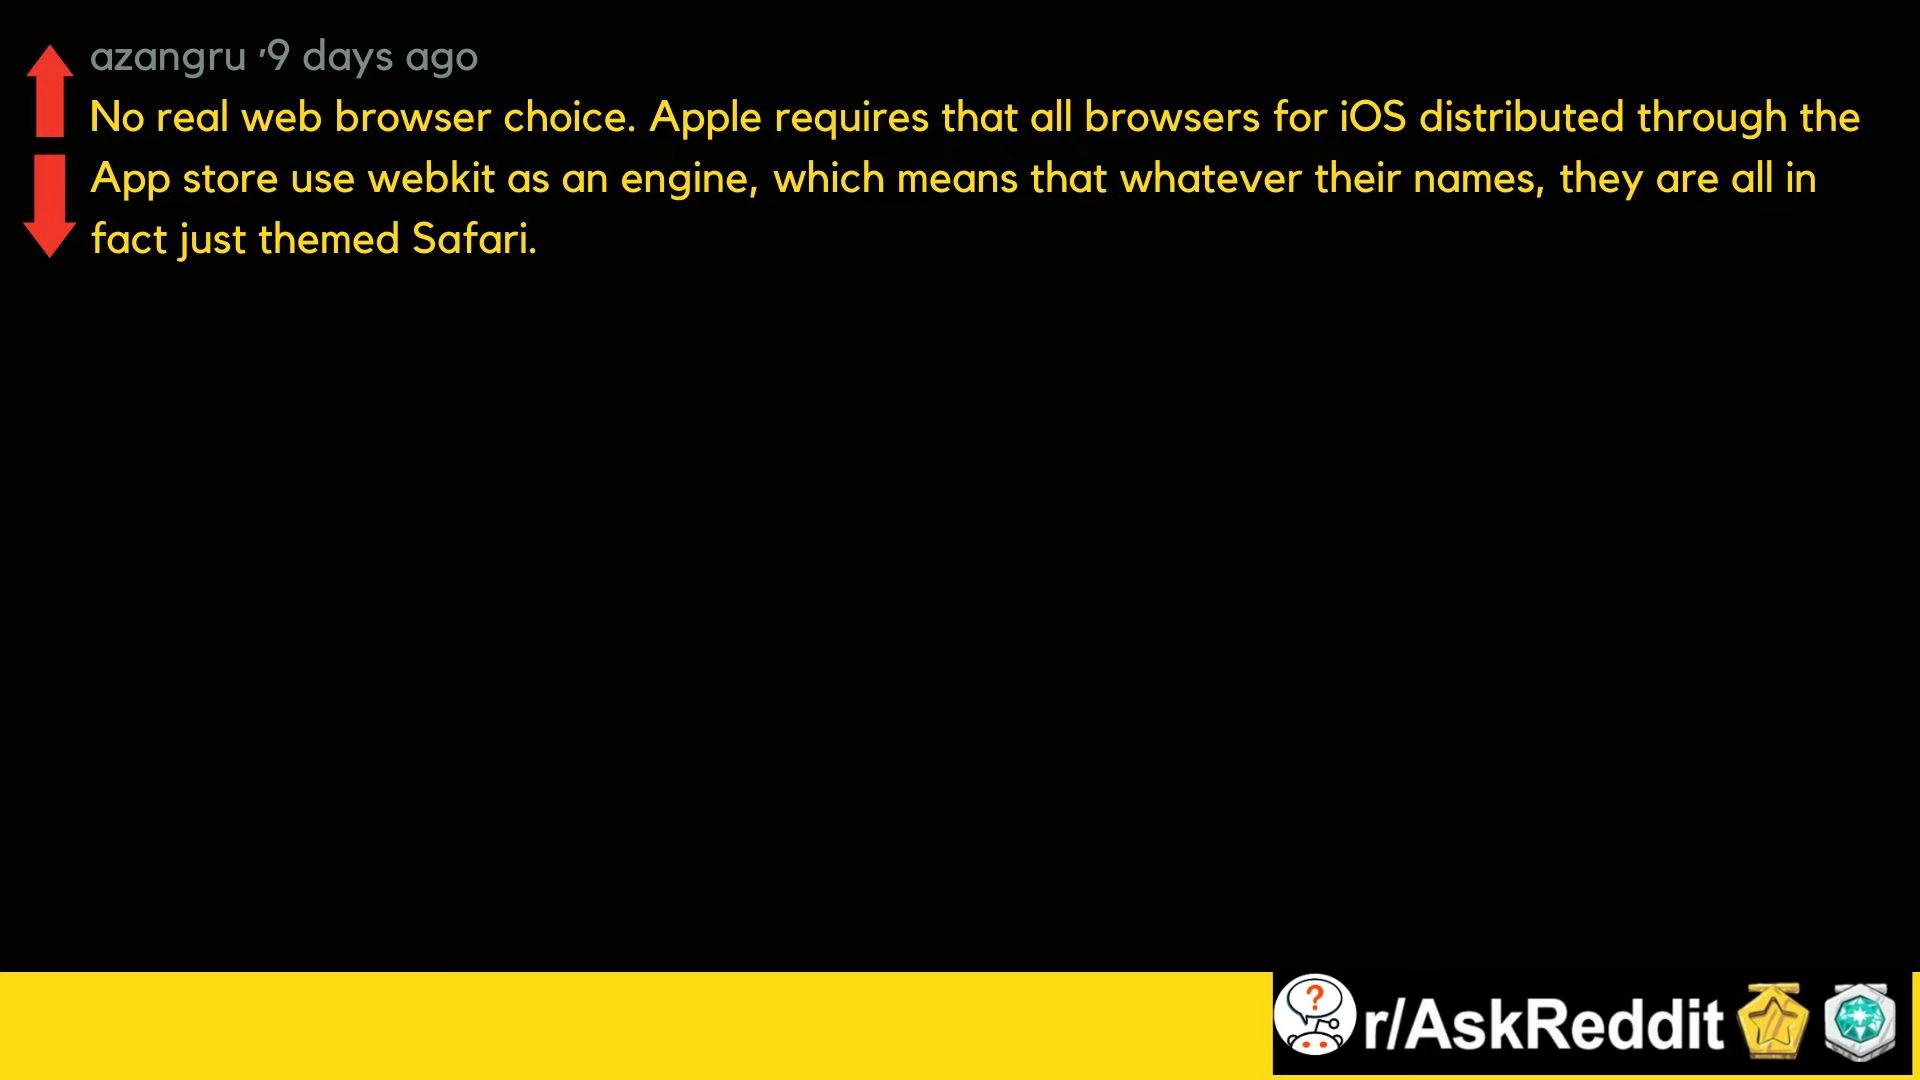 azangru ’9 days ago
No real web browser choice. Apple requires that all browsers for iOS distributed through the
App store use webkit as an engine, which means that whatever their names, they are all in
fact just themed Safari.
?
r/AskReddit